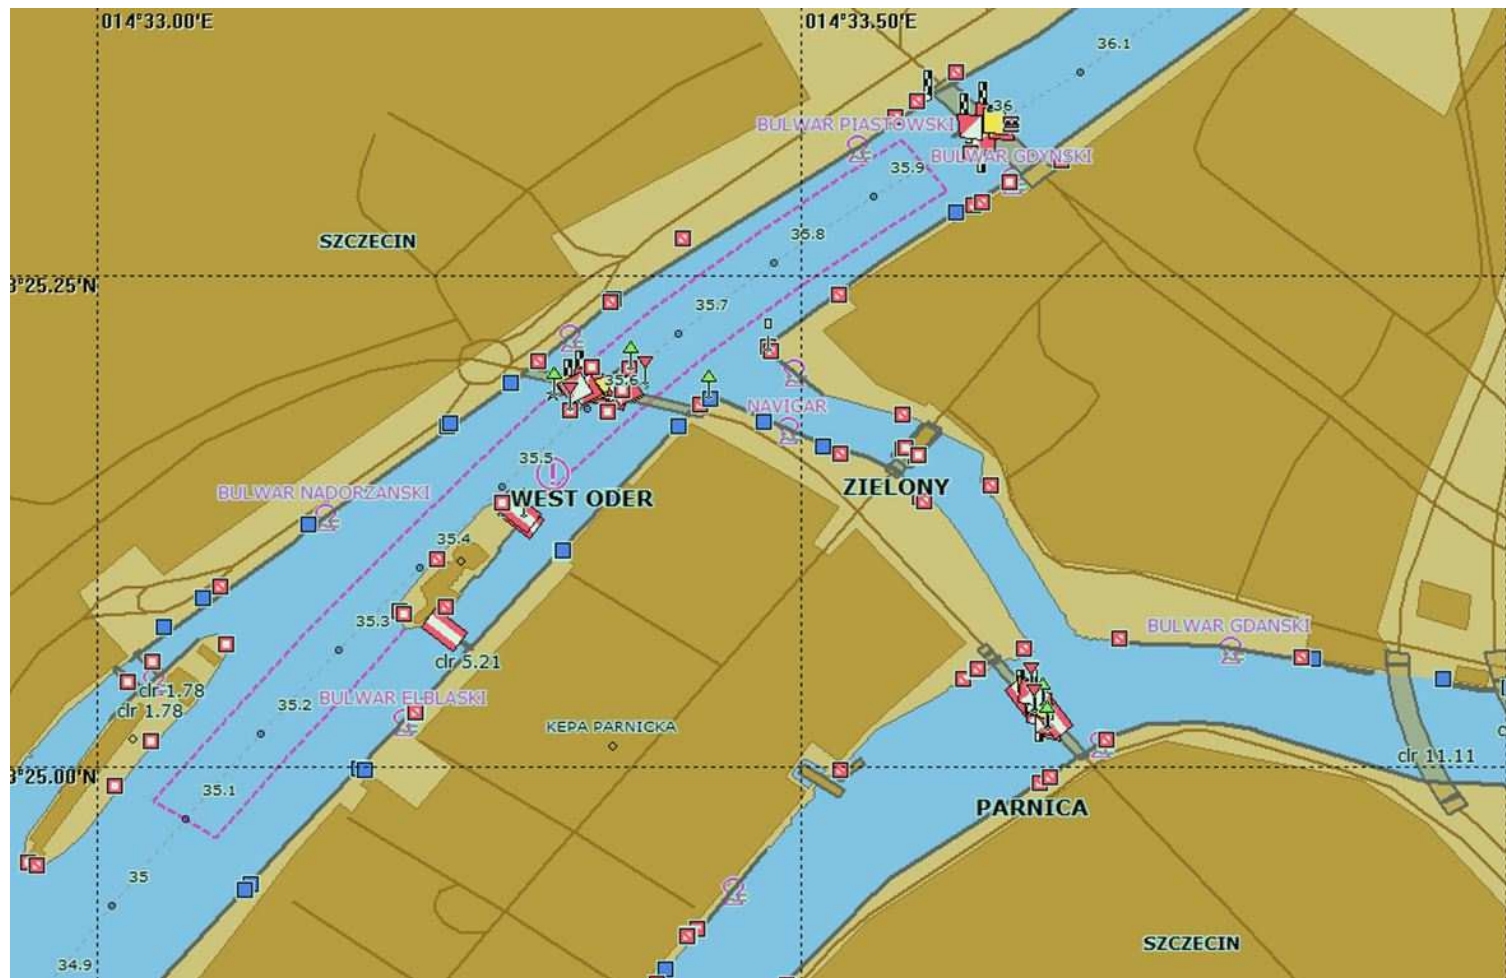 014°33.00'E
014°33.50'E
36.1
36
BULWAR PIASTOWSKI
BULWAR GDYNSKI
35.9
35.8
SZCZECIN
3°25.25'N
35.7
35.6
NAVIGAR
35.5
ZIELONY
BULWAR NADORZANSKI
WEST ODER
35.4
35.3
BULWAR GDANSKI
clr 5.21
clr 1.78
clr 1.78
35.2
BULWAR ELBLASKI
KEPA PARNICKA
clr 11.11
3°25.00'N
35.1
PARNICA
35
SZCZECIN
34.9